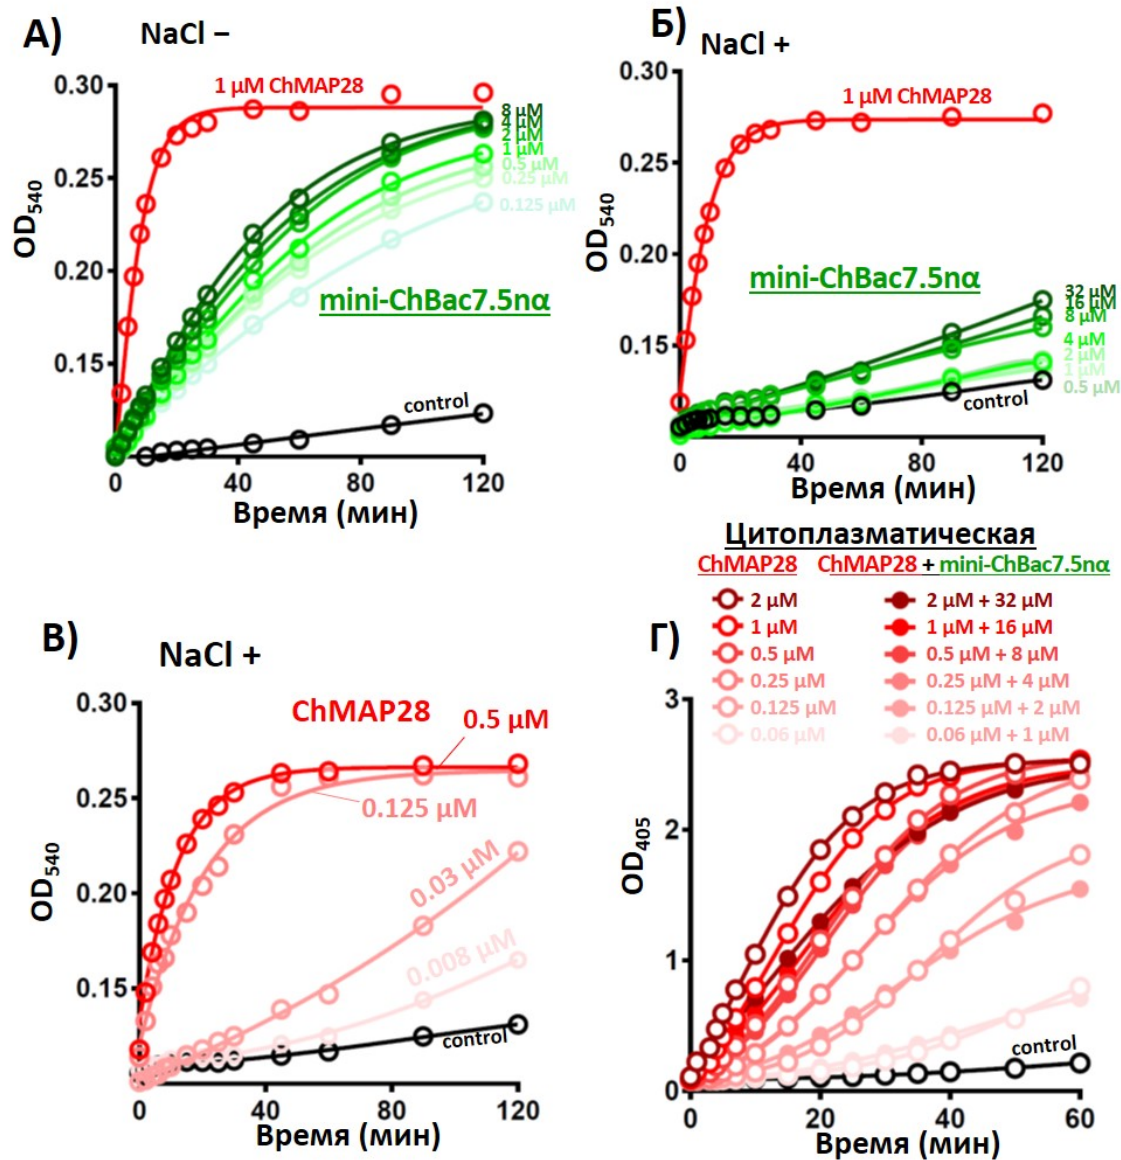 А)
NaCl –
1 µM ChMAP28
0.30
0.25
0.20
0.15
OD540
8 µM
4 µM
2 µM
1 µM
0.5 µM
0.25 µM
0.125 µM
mini-ChBac7.5nα
control
0
40
80
120
Время (мин)
Б)
NaCl +
1 µM ChMAP28
0.30
0.25
0.20
0.15
OD540
mini-ChBac7.5nα
32 µM
16 µM
8 µM
4 µM
2 µM
1 µM
0.5 µM
control
0
40
80
120
Время (мин)
В)
NaCl +
ChMAP28
0.5 µM
0.125 µM
0.03 µM
0.008 µM
control
0.30
0.25
0.20
0.15
OD540
0
40
80
120
Время (мин)
Г)
Цитоплазматическая
ChMAP28 ChMAP28 + mini-ChBac7.5nα
2 µM 2 µM + 32 µM
1 µM 1 µM + 16 µM
0.5 µM 0.5 µM + 8 µM
0.25 µM 0.25 µM + 4 µM
0.125 µM 0.125 µM + 2 µM
0.06 µM 0.06 µM + 1 µM
3
2
1
0
OD405
control
0
20
40
60
Время (мин)